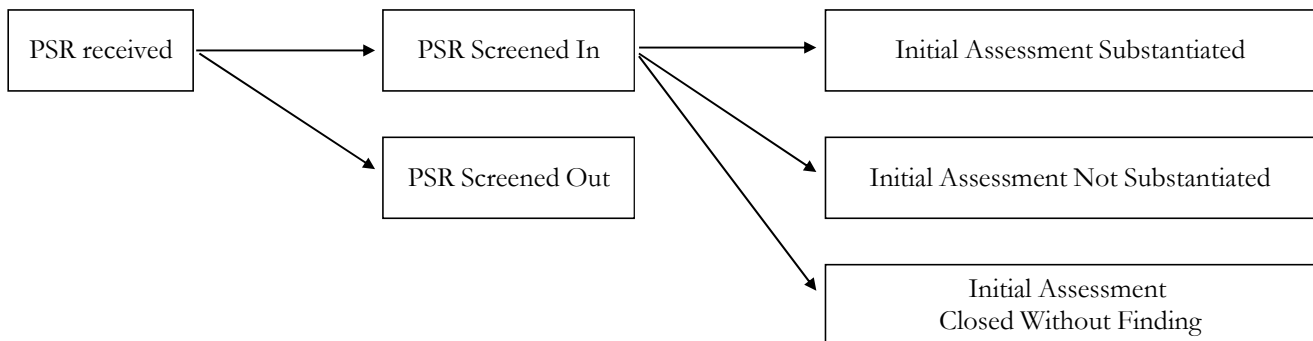 PSR received
PSR Screened In
Initial Assessment Substantiated
PSR Screened Out
Initial Assessment Not Substantiated
Initial Assessment
Closed Without Finding